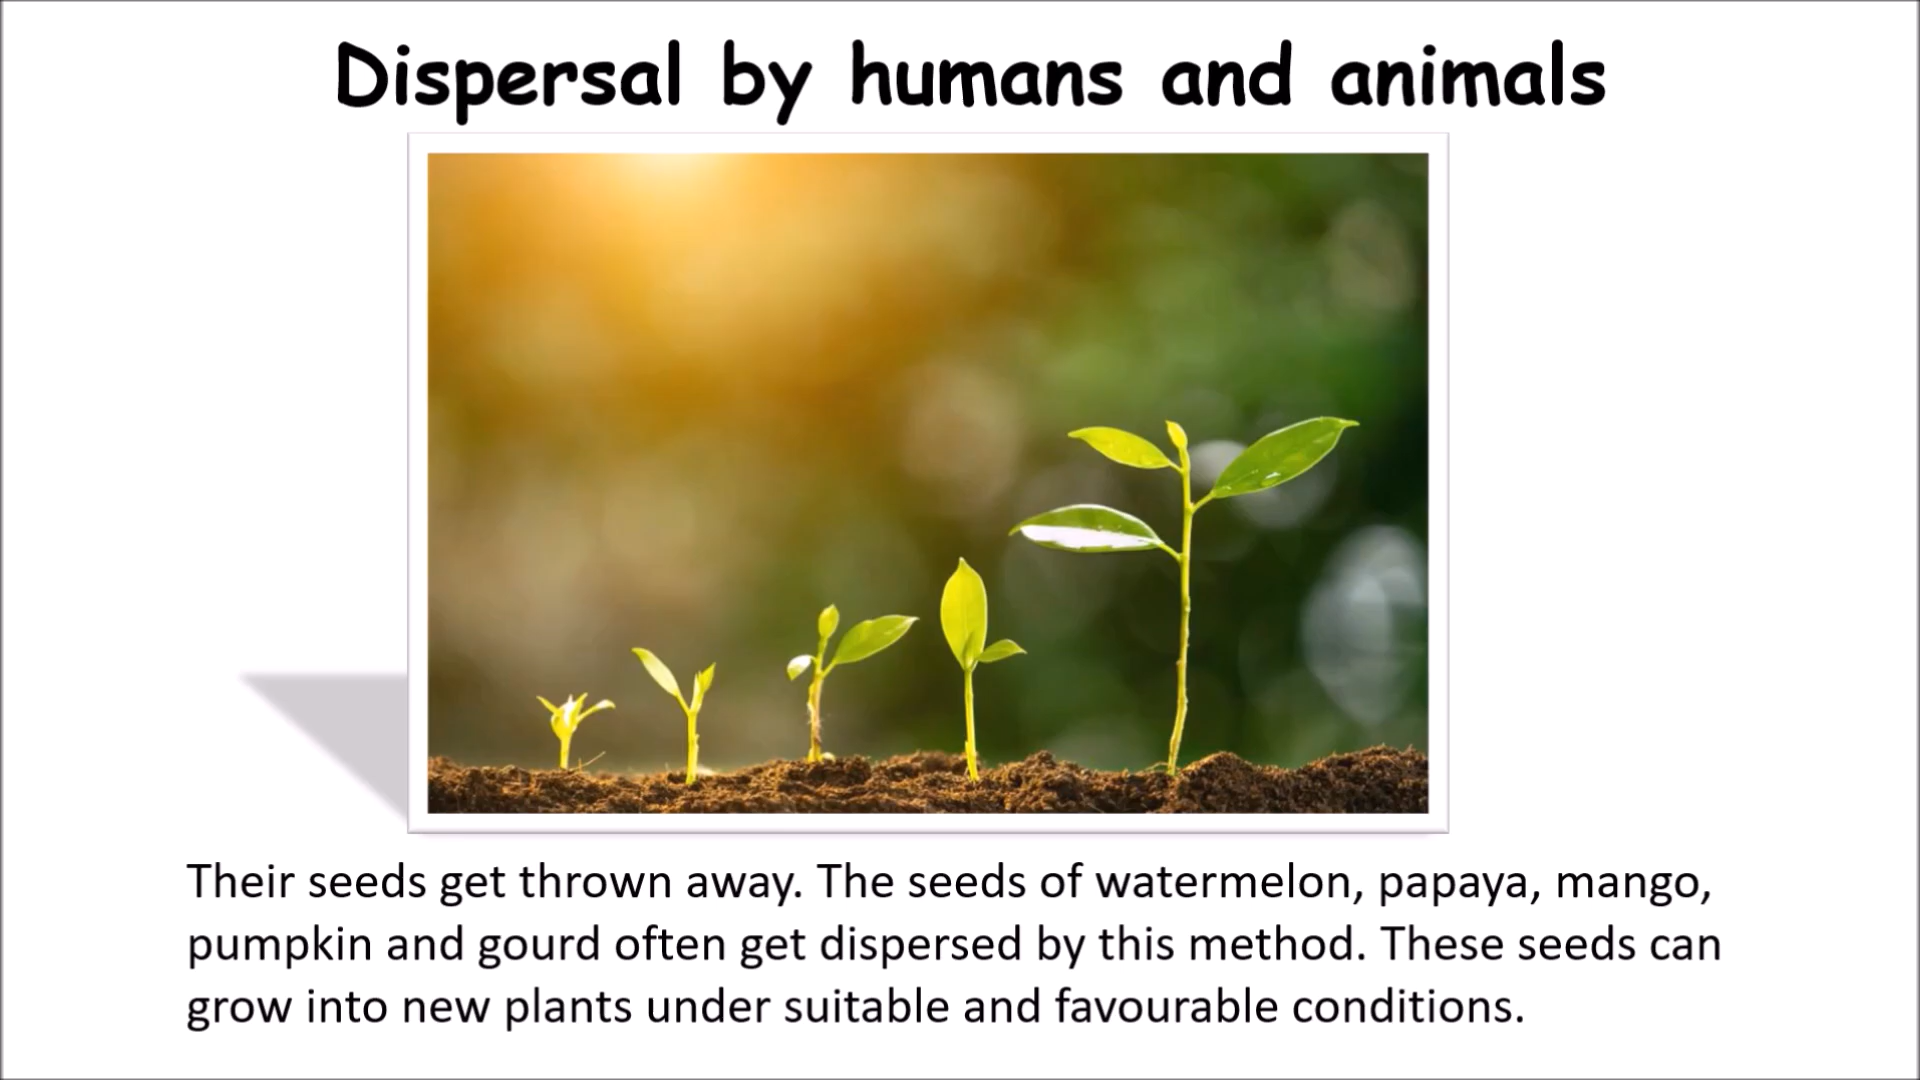 Dispersal by humans and animals
Their seeds get thrown away. The seeds of watermelon, papaya, mango,
pumpkin and gourd often get dispersed by this method. These seeds can
grow into new plants under suitable and favourable conditions.